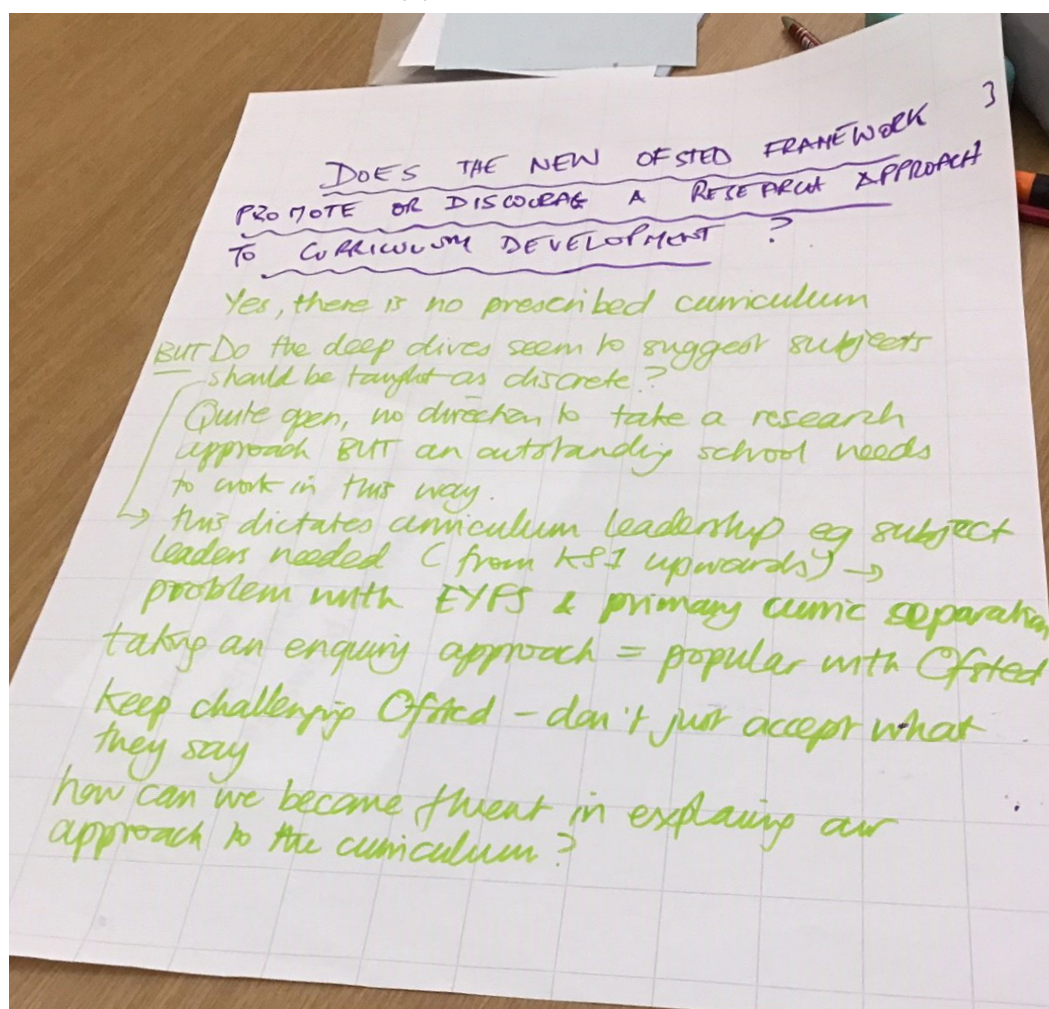 3
DOES THE NEW OFSTED FRAMEWORK
PROMOTE OR DISCOURAG A RESEARCH APPROACH
TO CURRICULUM DEVELOPMENT ?
Yes, there is no prescribed curriculum
BUT Do the deep dives seem to suggest subjects
should be taught as discrete?
Quite open, no direction to take a research
approach BUT an outstanding school needs
to work in this way.
↳ this dictates curriculum leadership eg subject
leaders needed (from KS1 upwards) →
problem with EYFS & primary curric separation
taking an enquiry approach = popular with Ofsted
Keep challenging Ofsted - don't just accept what
they say
how can we become fluent in explaing our
approach to the curriculum?